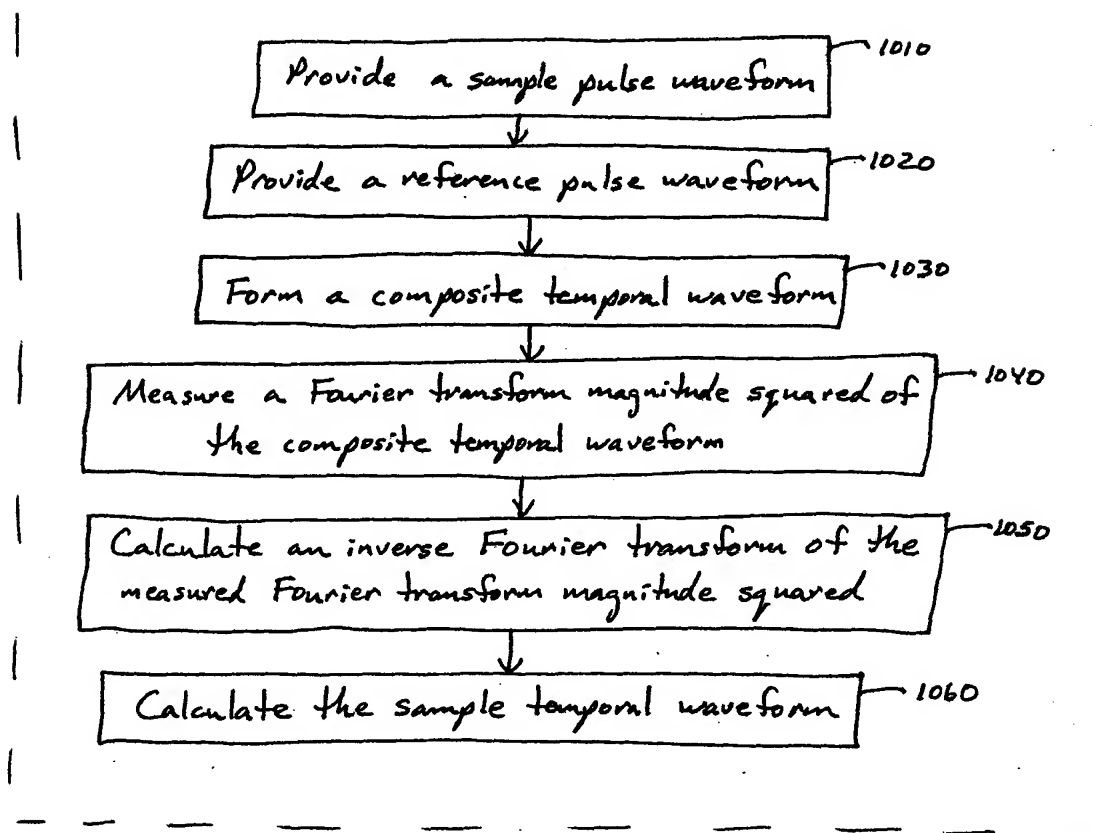 Provide a sample pulse waveform
1010
Provide a reference pulse waveform
1020
Form a composite temporal waveform
1030
Measure a Fourier transform magnitude squared of
the composite temporal waveform
1040
Calculate an inverse Fourier transform of the
measured Fourier transform magnitude squared
1050
Calculate the sample temporal waveform
1060